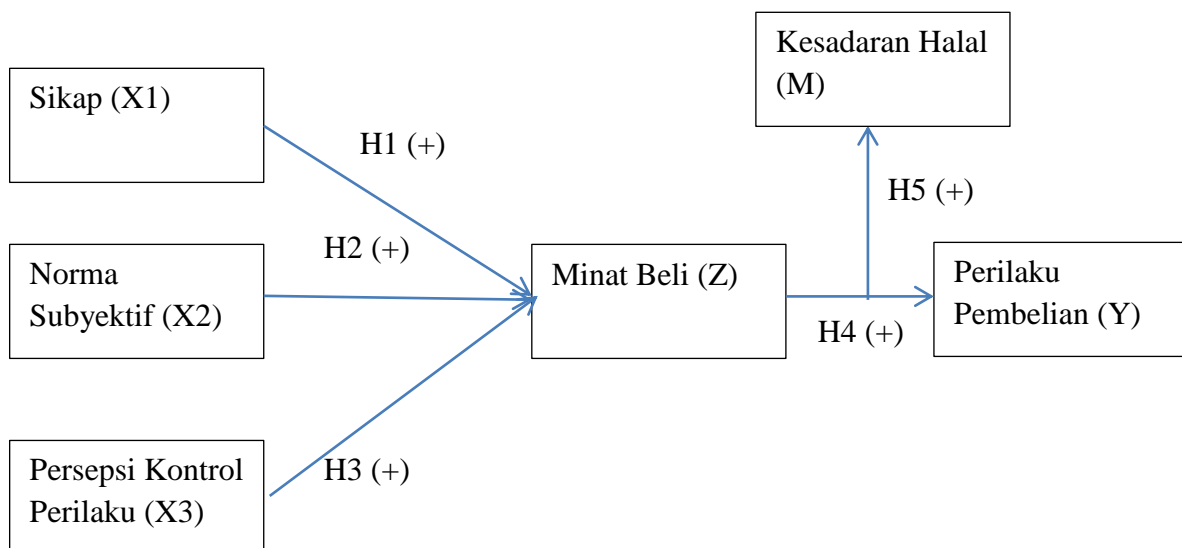 Kesadaran Halal
(M)
Sikap (X1)
H1 (+)
H5 (+)
H2 (+)
Norma
Subyektif (X2)
Minat Beli (Z)
Perilaku
Pembelian (Y)
H4 (+)
Persepsi Kontrol
Perilaku (X3)
H3 (+)